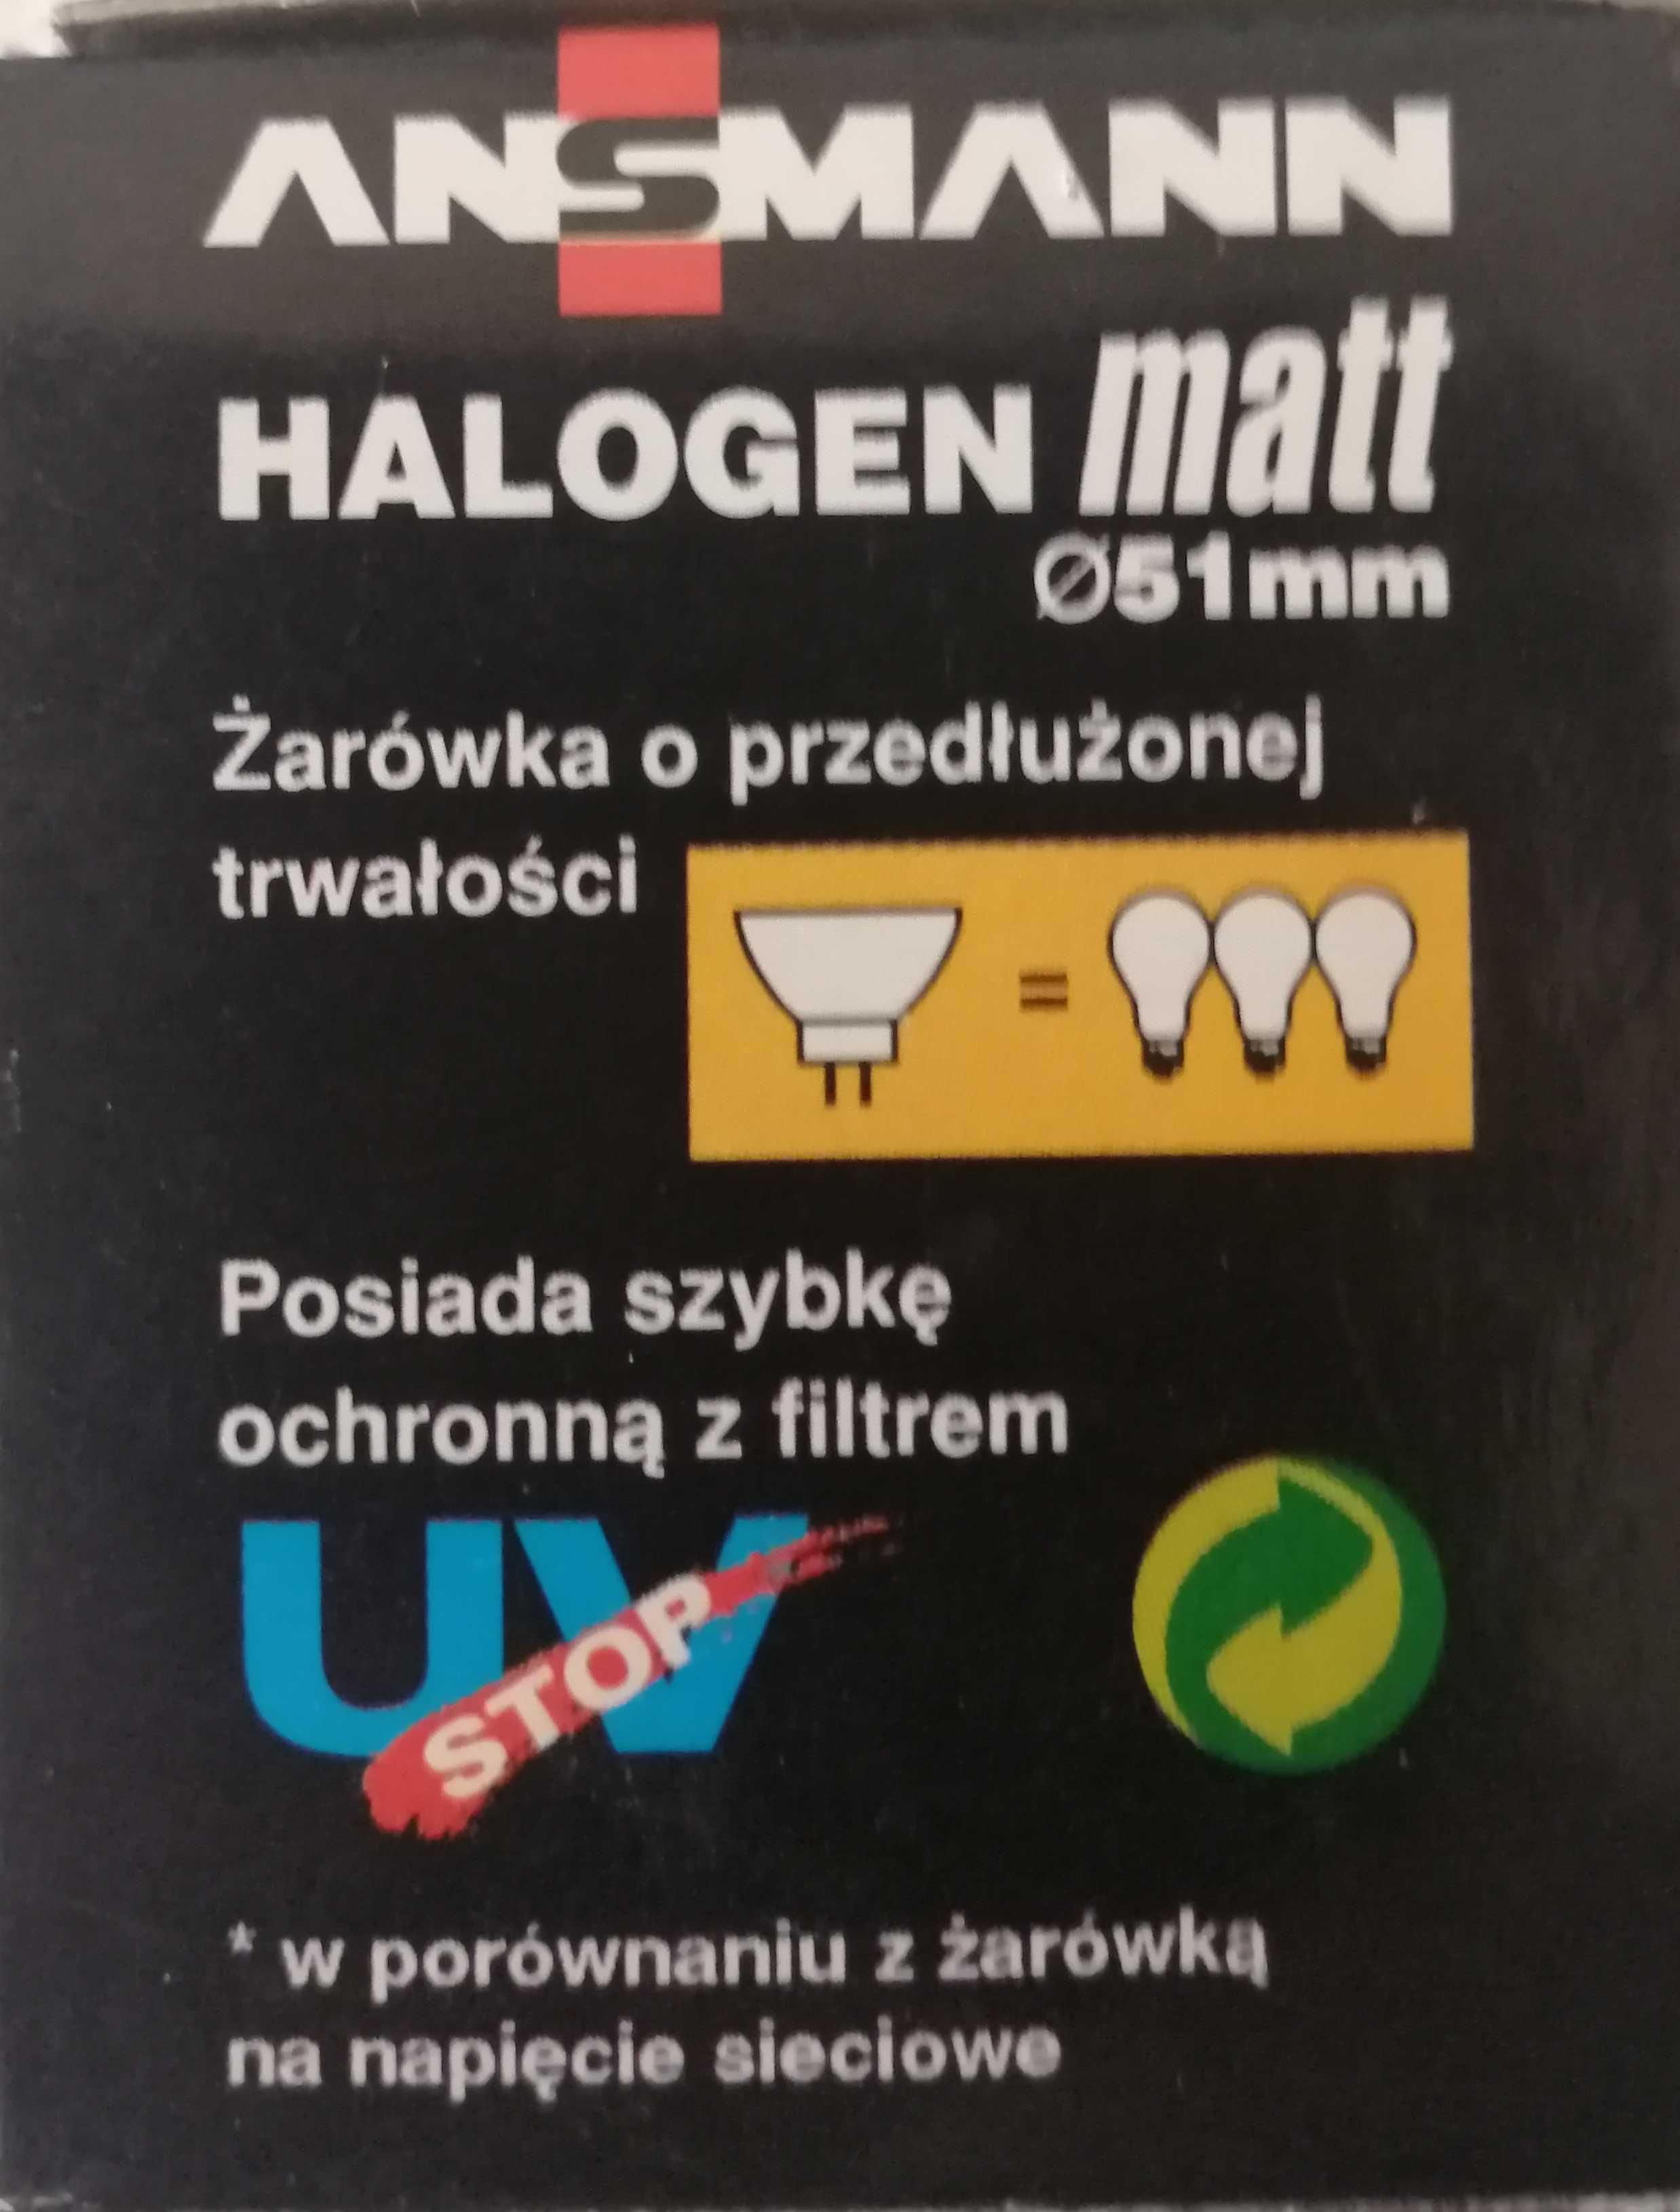 ANSMANN
HALOGEN matt
Ø51mm
Żarówka o przedłużonej
trwałości
=
Posiada szybkę
ochronną z filtrem
UV
STOP
* w porównaniu z żarówką
na napięcie sieciowe